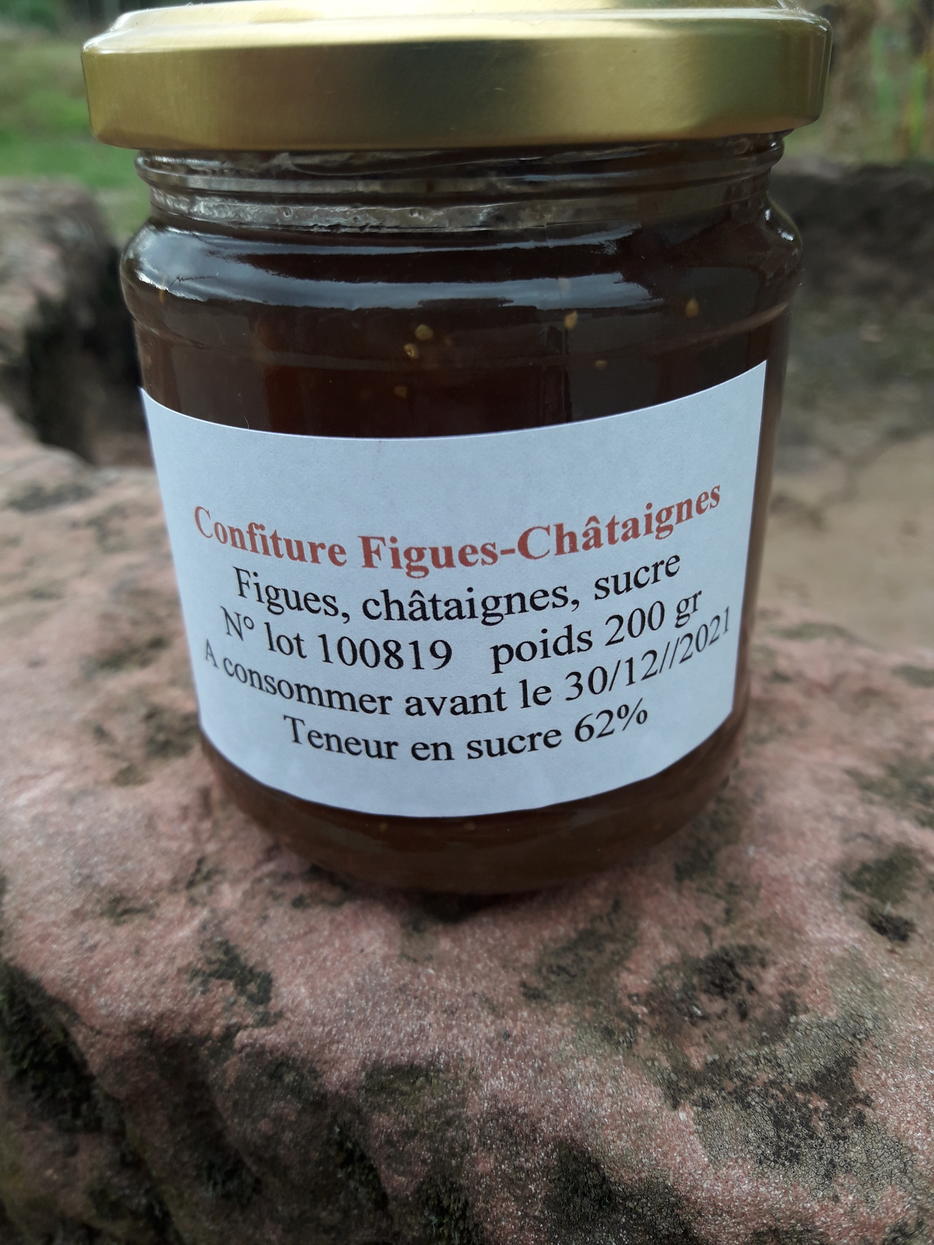 Confiture Figues-Châtaignes
Figues, châtaignes, sucre
N° lot 100819 poids 200 gr
A consommer avant le 30/12//2021
Teneur en sucre 62%